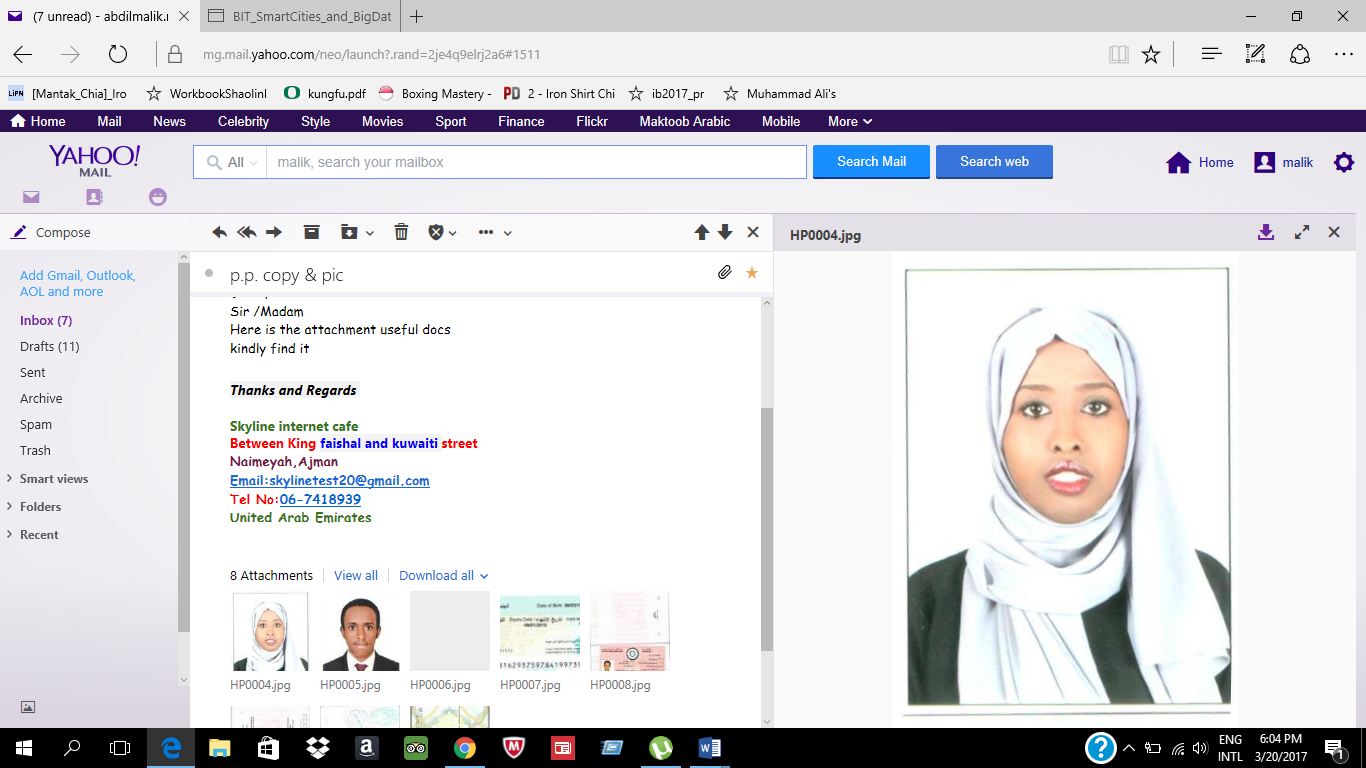 (7 unread) - abdilmalik.r
BIT_SmartCities_and_BigDat
mg.mail.yahoo.com/neo/launch?.rand=2je4q9elrj2a6#1511
[Mantak_Chia]_Iro
WorkbookShaolinI
kungfu.pdf
Boxing Mastery -
PD 2 - Iron Shirt Chi
ib2017_pr
Muhammad Ali's
Home Mail News Celebrity Style Movies Sport Finance Flickr Maktoob Arabic Mobile More
YAHOO!
MAIL
All
malik, search your mailbox
Search Mail
Search web
Home
malik
Compose
Add Gmail, Outlook,
AOL and more
Inbox (7)
Drafts (11)
Sent
Archive
Spam
Trash
Smart views
Folders
Recent
p.p. copy & pic
Sir /Madam
Here is the attachment useful docs
kindly find it
Thanks and Regards
Skyline internet cafe
Between King faishal and kuwaiti street
Naimeyah,Ajman
Email:skylinetest20@gmail.com
Tel No:06-7418939
United Arab Emirates
8 Attachments View all Download all
HP0004.jpg HP0005.jpg HP0006.jpg HP0007.jpg HP0008.jpg
HP0004.jpg
ENG
INTL
6:04 PM
3/20/2017
1